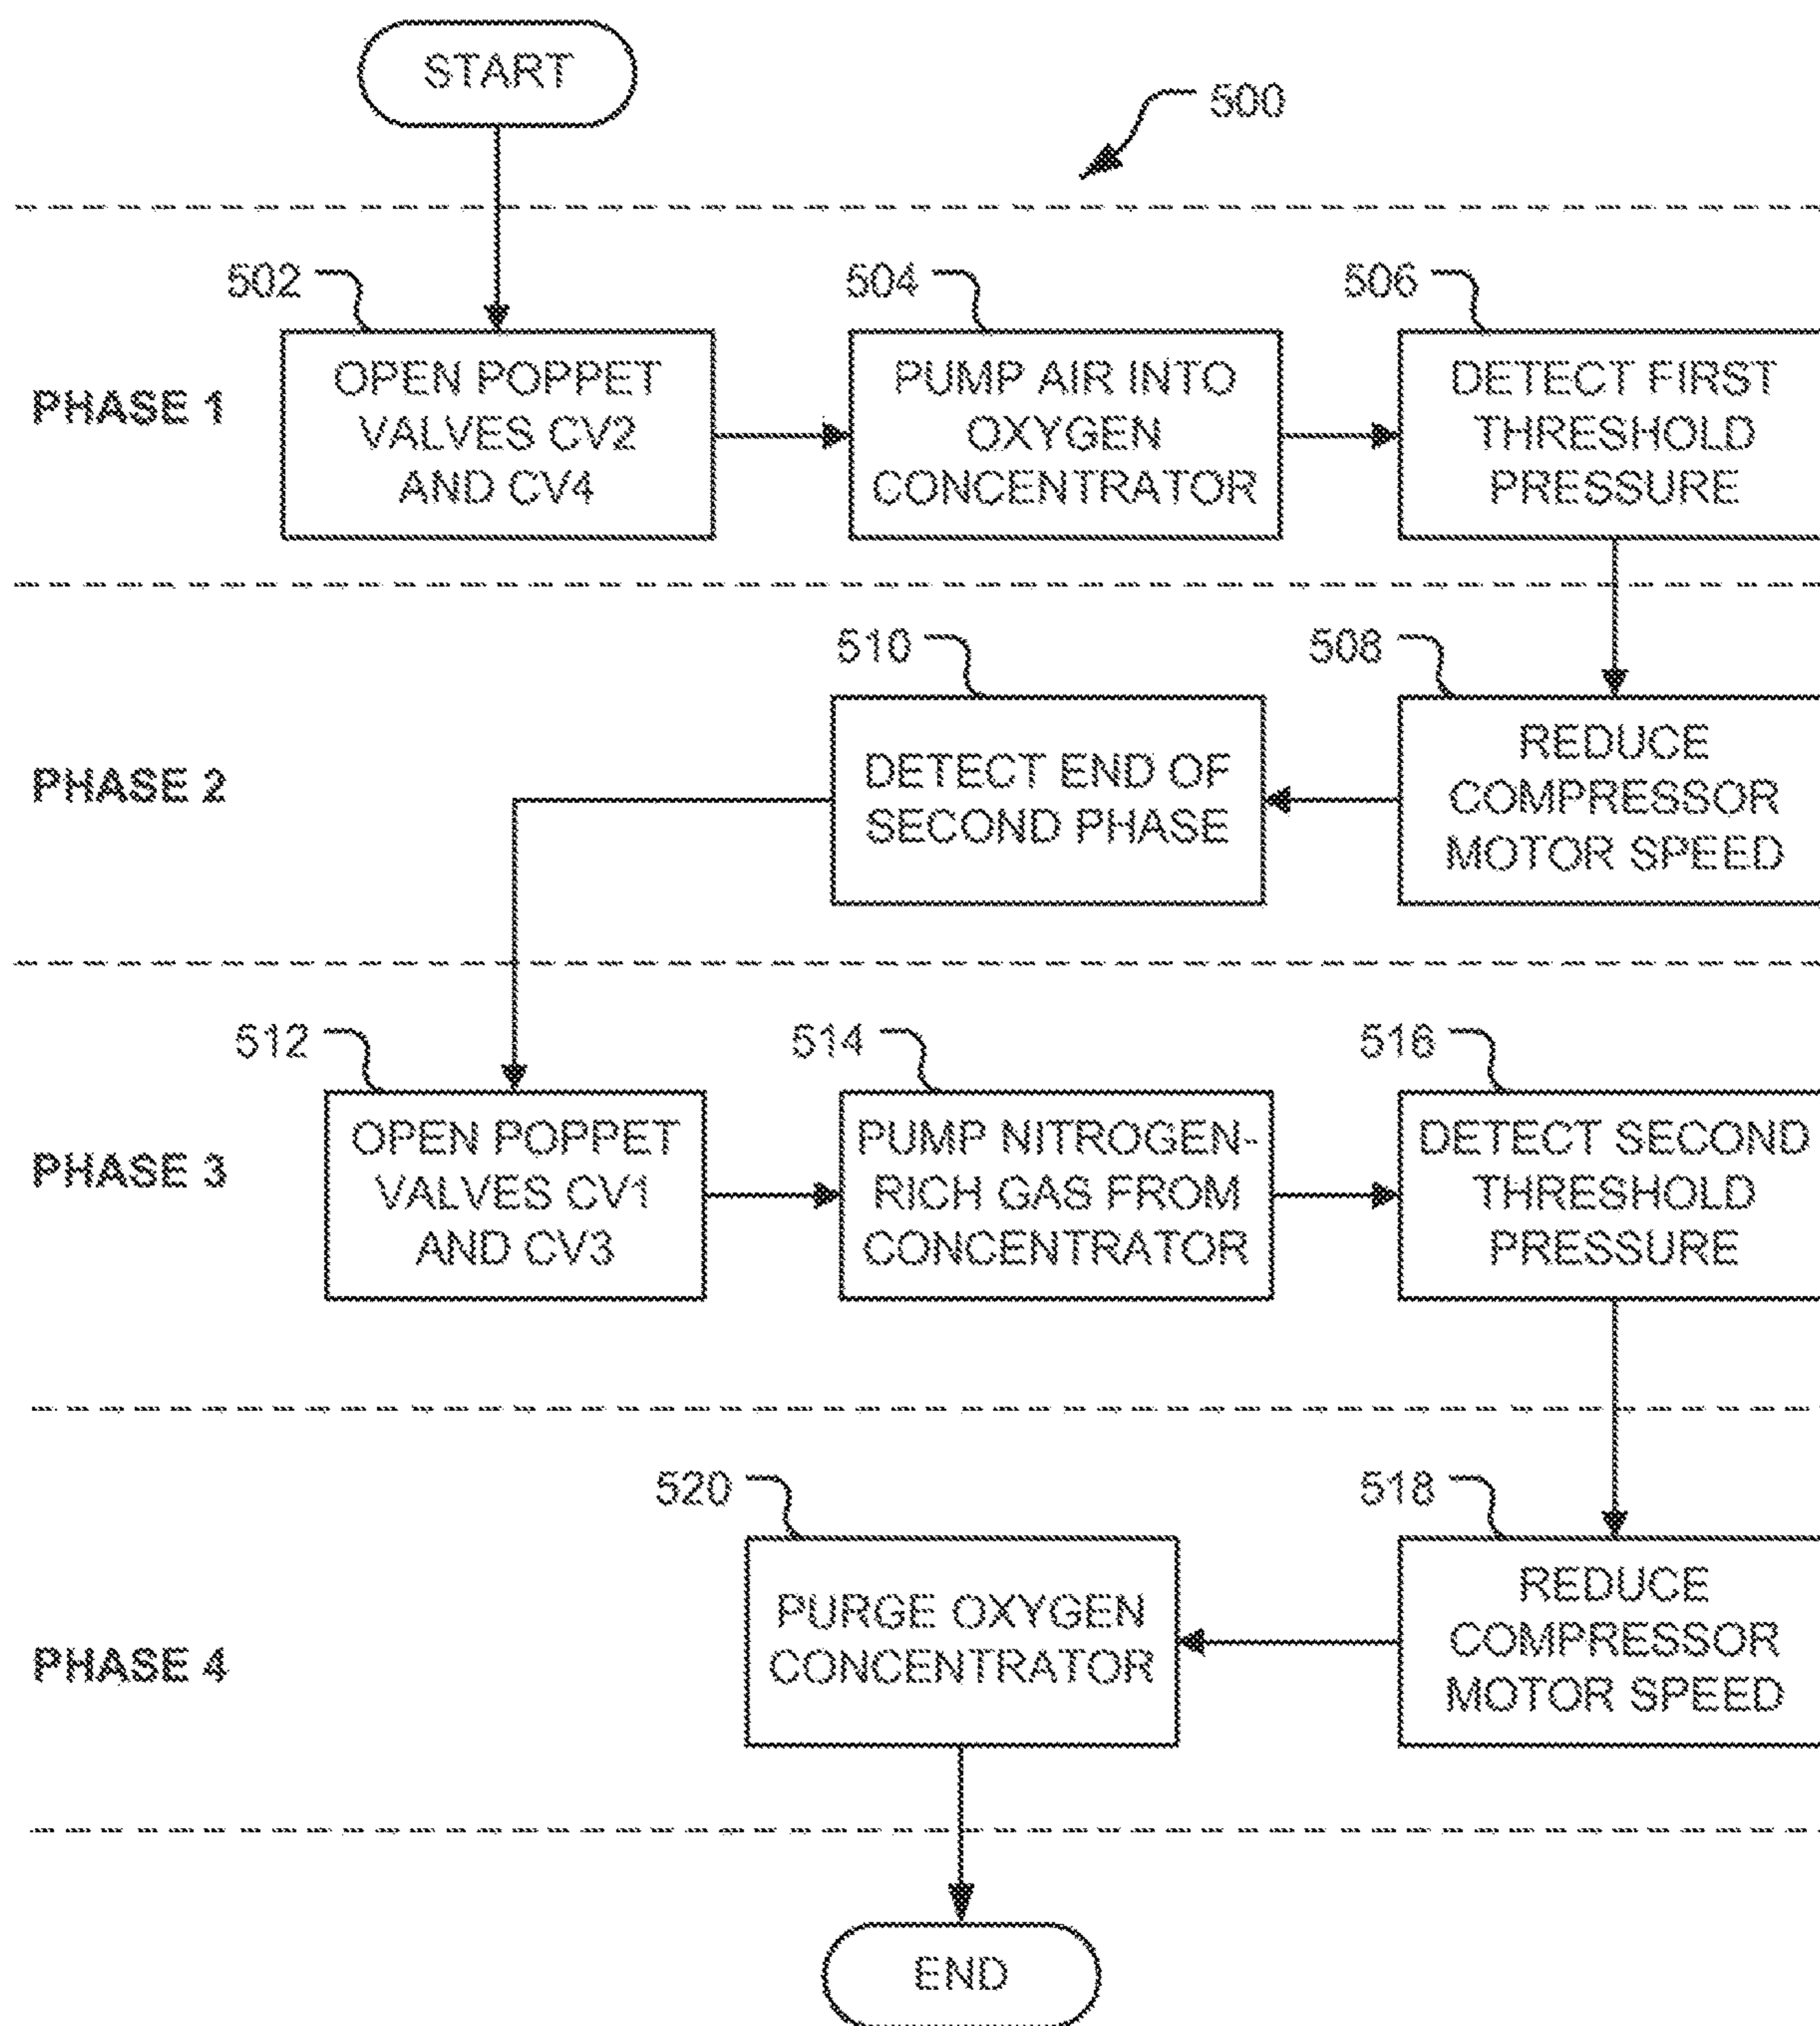 START
500
502
504
506
PHASE 1
OPEN POPPET
VALVES CV2
AND CV4
PUMP AIR INTO
OXYGEN
CONCENTRATOR
DETECT FIRST
THRESHOLD
PRESSURE
510
508
PHASE 2
DETECT END OF
SECOND PHASE
REDUCE
COMPRESSOR
MOTOR SPEED
512
514
516
PHASE 3
OPEN POPPET
VALVES CV1
AND CV3
PUMP NITROGEN-
RICH GAS FROM
CONCENTRATOR
DETECT SECOND
THRESHOLD
PRESSURE
520
518
PHASE 4
PURGE OXYGEN
CONCENTRATOR
REDUCE
COMPRESSOR
MOTOR SPEED
END